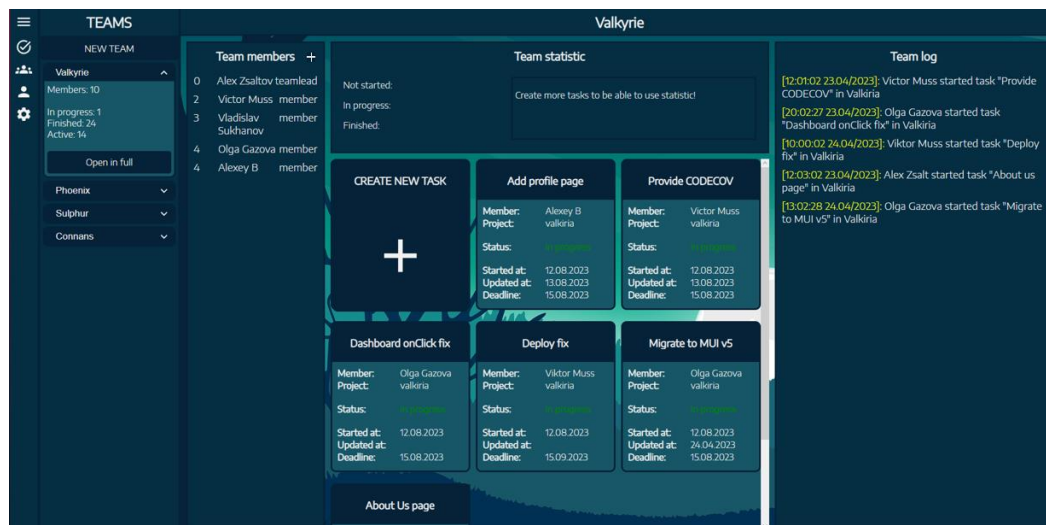 TEAMS
Valkyrie
NEW TEAM
Valkyrie
Members: 10
In progress: 1
Finished: 24
Active: 14
Open in full
Phoenix
Sulphur
Connans
Team members +
0 Alex Zsaltov teamlead
2 Victor Muss member
3 Vladislav member
Sukhanov
4 Olga Gazova member
4 Alexey B member
Team statistic
Not started:
In progress:
Finished:
Create more tasks to be able to use statistic!
CREATE NEW TASK
+
Add profile page
Member: Alexey B
Project: valkiria
Status: In progress
Started at: 12.08.2023
Updated at: 13.08.2023
Deadline: 15.08.2023
Provide CODECOV
Member: Victor Muss
Project: valkiria
Status: In progress
Started at: 12.08.2023
Updated at: 13.08.2023
Deadline: 15.08.2023
Dashboard onClick fix
Member: Olga Gazova
Project: valkiria
Status: In progress
Started at: 12.08.2023
Updated at:
Deadline: 15.08.2023
Deploy fix
Member: Viktor Muss
Project: valkiria
Status: In progress
Started at: 12.08.2023
Updated at:
Deadline: 15.09.2023
Migrate to MUI v5
Member: Olga Gazova
Project: valkiria
Status: In progress
Started at: 12.08.2023
Updated at: 24.04.2023
Deadline: 15.08.2023
About Us page
Team log
[12:01:02 23.04/2023]: Victor Muss started task "Provide
CODECOV" in Valkiria
[20:02:27 23.04/2023]: Olga Gazova started task
"Dashboard onClick fix" in Valkiria
[10:00:02 24.04/2023]: Viktor Muss started task "Deploy
fix" in Valkiria
[12:03:02 23.04/2023]: Alex Zsalt started task "About us
page" in Valkiria
[13:02:28 24.04/2023]: Olga Gazova started task "Migrate
to MUI v5" in Valkiria